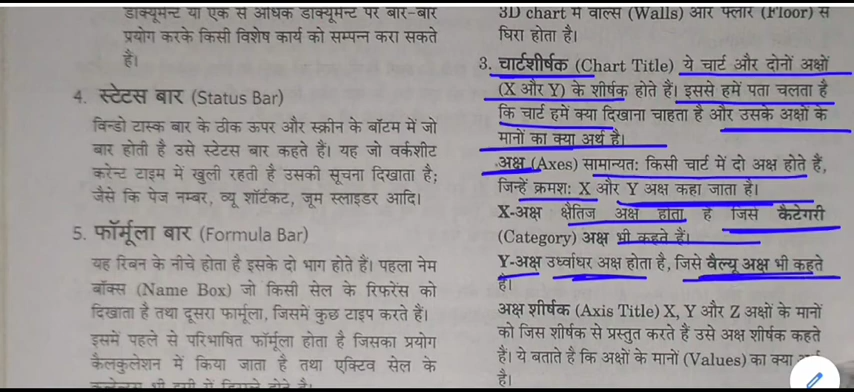 डाक्यूमेन्ट या एक से अधिक डाक्यूमेन्ट पर बार-बार
प्रयोग करके किसी विशेष कार्य को सम्पन्न करा सकते
हैं।
4. स्टेटस बार (Status Bar)
विन्डो टास्क बार के ठीक ऊपर और स्क्रीन के बॉटम में जो
बार होती है उसे स्टेटस बार कहते हैं। यह जो वर्कशीट
करेन्ट टाइम में खुली रहती है उसकी सूचना दिखाता है;
जैसे कि पेज नम्बर, व्यू शॉर्टकट, जूम स्लाइडर आदि।
5. फॉर्मूला बार (Formula Bar)
यह रिबन के नीचे होता है इसके दो भाग होते हैं। पहला नेम
बॉक्स (Name Box) जो किसी सेल के रिफरेंस को
दिखाता है तथा दूसरा फार्मूला, जिसमें कुछ टाइप करते हैं।
इसमें पहले से परिभाषित फॉर्मूला होता है जिसका प्रयोग
कैलकुलेशन में किया जाता है तथा एक्टिव सेल के
3D chart में वाल्स (Walls) और फ्लोर (Floor) से
घिरा होता है।
3. चार्टशीर्षक (Chart Title) ये चार्ट और दोनों अक्षों
(X और Y) के शीर्षक होते हैं। इससे हमें पता चलता है
कि चार्ट हमें क्या दिखाना चाहता है और उसके अक्षों के
मानों का क्या अर्थ है।
अक्ष (Axes) सामान्यतः किसी चार्ट में दो अक्ष होते हैं,
जिन्हें क्रमशः X और Y अक्ष कहा जाता है।
X-अक्ष क्षैतिज अक्ष होता है जिसे कैटेगरी
(Category) अक्ष भी कहते हैं।
Y-अक्ष उर्ध्वाधर अक्ष होता है, जिसे वैल्यू अक्ष भी कहते
हैं।
अक्ष शीर्षक (Axis Title) X, Y और Z अक्षों के मानों
को जिस शीर्षक से प्रस्तुत करते हैं उसे अक्ष शीर्षक कहते
हैं। ये बताते है कि अक्षों के मानों (Values) का क्या
है।